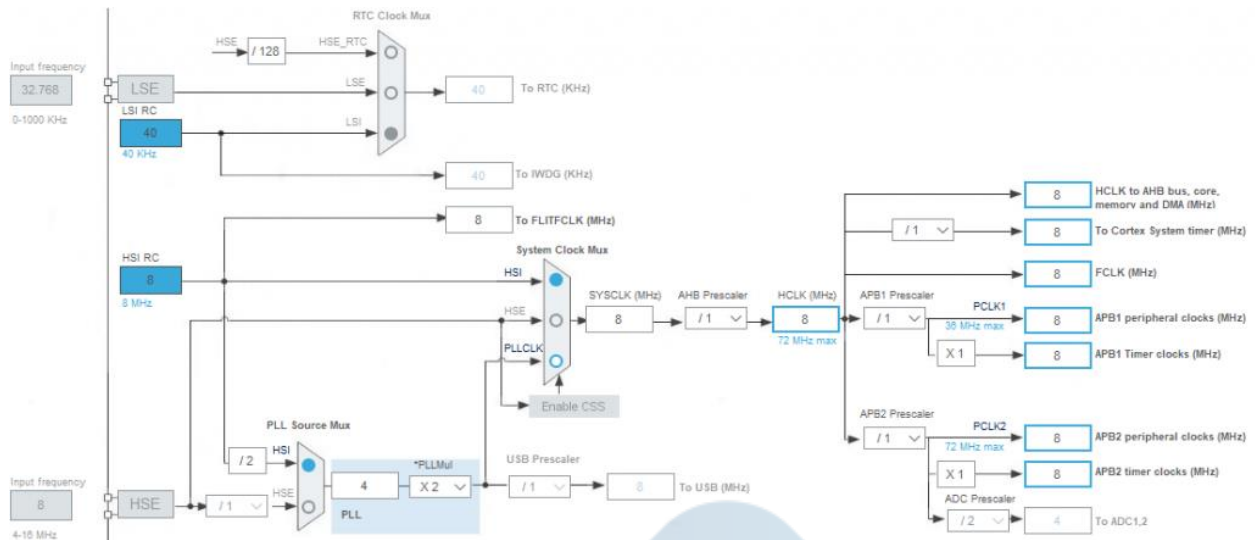 RTC Clock Mux
HSE
/ 128
HSE_RTC
Input frequency
32.768
0-1000 KHz
LSE
LSE
40
To RTC (KHz)
LSI RC
40
40 KHz
LSI
40
To IWDG (KHz)
8
To FLITFCLK (MHz)
HSI RC
8
8 MHz
System Clock Mux
HSI
HSE
PLLCLK
SYSCLK (MHz)
8
AHB Prescaler
/ 1
HCLK (MHz)
8
72 MHz max
Enable CSS
8
HCLK to AHB bus, core,
memory and DMA (MHz)
/ 1
8
To Cortex System timer (MHz)
8
FCLK (MHz)
APB1 Prescaler
/ 1
PCLK1
36 MHz max
8
APB1 peripheral clocks (MHz)
X 1
8
APB1 Timer clocks (MHz)
APB2 Prescaler
/ 1
PCLK2
72 MHz max
8
APB2 peripheral clocks (MHz)
X 1
8
APB2 timer clocks (MHz)
ADC Prescaler
/ 2
4
To ADC1,2
PLL Source Mux
/ 2
HSI
HSE
*PLLMul
4
X 2
PLL
USB Prescaler
/ 1
8
To USB (MHz)
Input frequency
8
4-16 MHz
HSE
/ 1